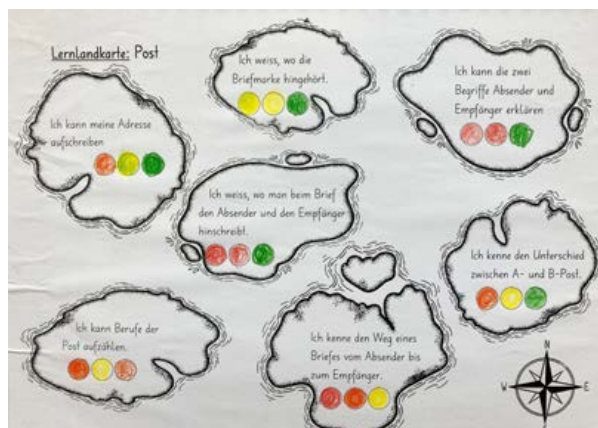 Lernlandkarte: Post
Ich weiss, wo die
Briefmarke hingehört.
Ich kann die zwei
Begriffe Absender und
Empfänger erklären
Ich kann meine Adresse
aufschreiben
Ich weiss, wo man beim Brief
den Absender und den Empfänger
hinschreibt.
Ich kenne den Unterschied
zwischen A- und B-Post.
Ich kann Berufe der
Post aufzählen.
Ich kenne den Weg eines
Briefes vom Absender bis
zum Empfänger.
N
W
E
S